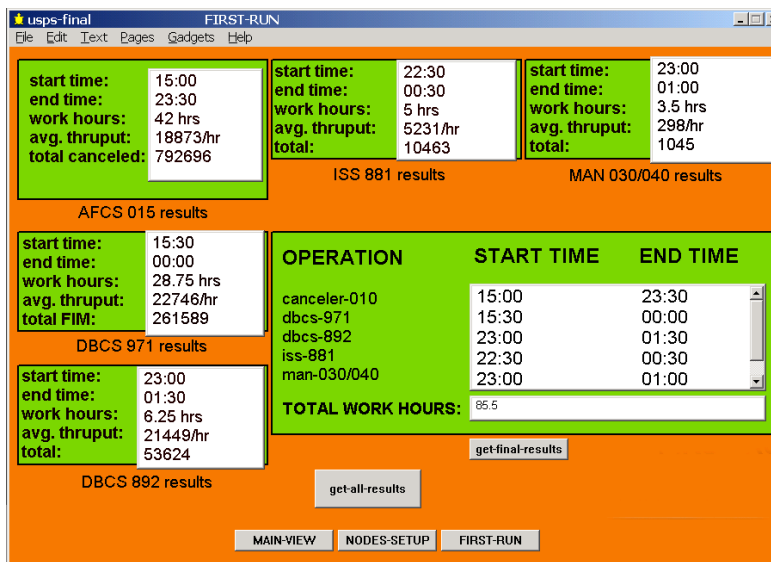 usps-final FIRST-RUN
File Edit Text Pages Gadgets Help
start time: 15:00
end time: 23:30
work hours: 42 hrs
avg. thruput: 18873/hr
total canceled: 792696
AFCS 015 results
start time: 22:30
end time: 00:30
work hours: 5 hrs
avg. thruput: 5231/hr
total: 10463
ISS 881 results
start time: 23:00
end time: 01:00
work hours: 3.5 hrs
avg. thruput: 298/hr
total: 1045
MAN 030/040 results
start time: 15:30
end time: 00:00
work hours: 28.75 hrs
avg. thruput: 22746/hr
total FIM: 261589
DBCS 971 results
OPERATION START TIME END TIME
canceler-010 15:00 23:30
dbcs-971 15:30 00:00
dbcs-892 23:00 01:30
iss-881 22:30 00:30
man-030/040 23:00 01:00
TOTAL WORK HOURS: 85.5
start time: 23:00
end time: 01:30
work hours: 6.25 hrs
avg. thruput: 21449/hr
total: 53624
DBCS 892 results
get-final-results
get-all-results
MAIN-VIEW NODES-SETUP FIRST-RUN